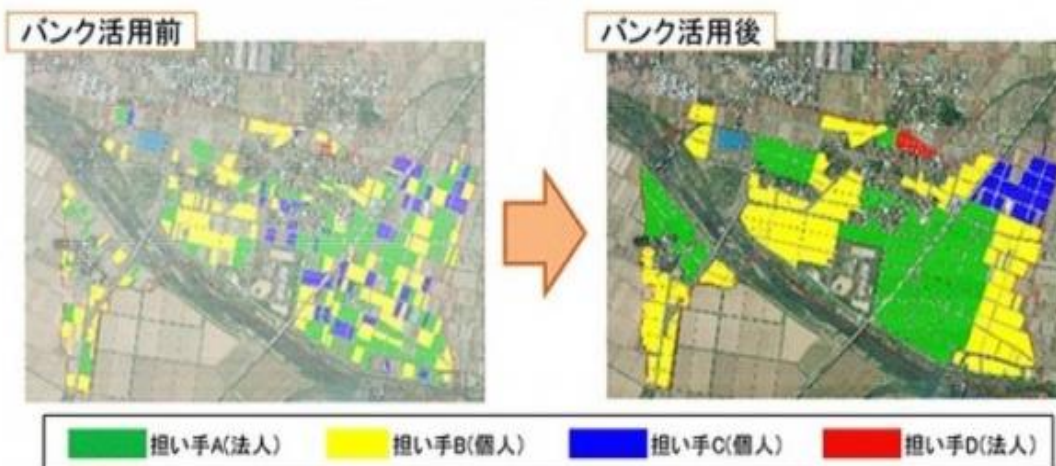 バンク活用前
バンク活用後
担い手A(法人)
担い手B(個人)
担い手C(個人)
担い手D(法人)